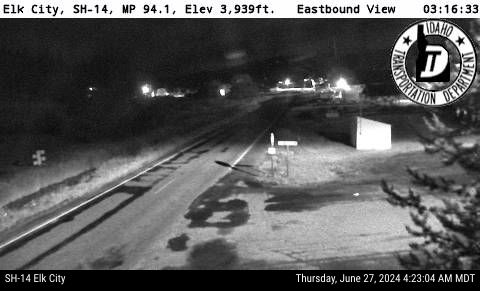 Elk City, SH-14, MP 94.1, Elev 3,939ft. Eastbound View 03:16:33
IDAHO
TRANSPORTATION DEPARTMENT
SH-14 Elk City Thursday, June 27, 2024 4:23:04 AM MDT